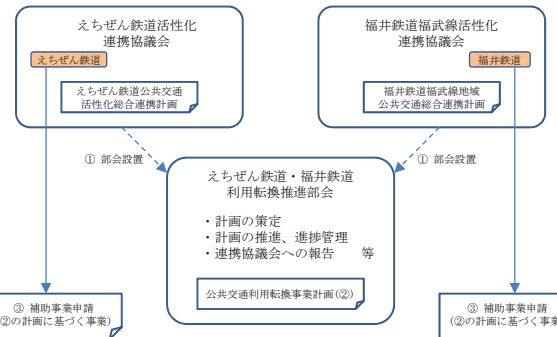 えちぜん鉄道活性化
連携協議会
えちぜん鉄道
えちぜん鉄道公共交通
活性化総合連携計画
福井鉄道福武線活性化
連携協議会
福井鉄道
福井鉄道福武線地域
公共交通総合連携計画
① 部会設置
① 部会設置
えちぜん鉄道・福井鉄道
利用転換推進部会
・計画の策定
・計画の推進、進捗管理
・連携協議会への報告　等
公共交通利用転換事業計画(②)
③ 補助事業申請
②の計画に基づく事業)
③ 補助事業申請
(②の計画に基づく事業